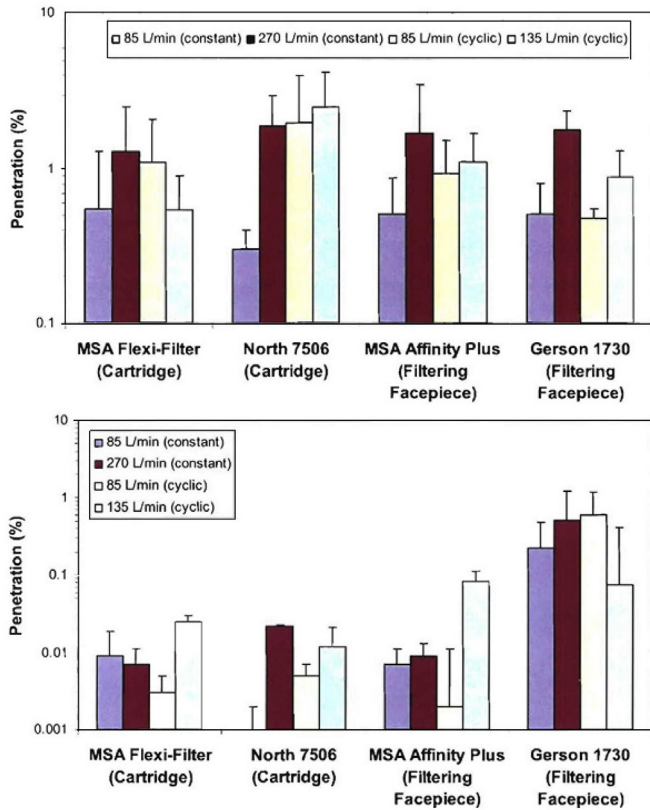 10
85 L/min (constant) 270 L/min (constant) 85 L/min (cyclic) 135 L/min (cyclic)
Penetration (%)
1
0.1
MSA Flexi-Filter
(Cartridge)
North 7506
(Cartridge)
MSA Affinity Plus
(Filtering
Facepiece)
Gerson 1730
(Filtering
Facepiece)
10
85 L/min (constant)
270 L/min (constant)
85 L/min (cyclic)
135 L/min (cyclic)
1
Penetration (%)
0.1
0.01
0.001
MSA Flexi-Filter
(Cartridge)
North 7506
(Cartridge)
MSA Affinity Plus
(Filtering
Facepiece)
Gerson 1730
(Filtering
Facepiece)